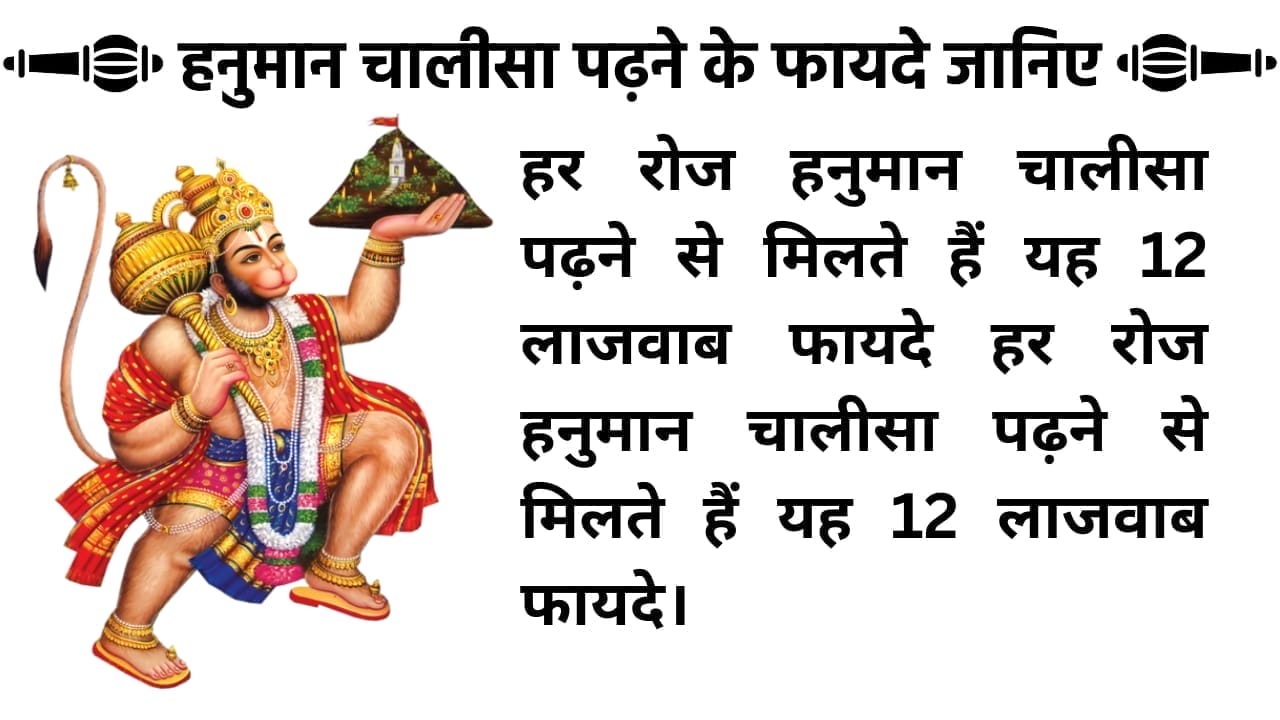 हनुमान चालीसा पढ़ने के फायदे जानिए
हर रोज हनुमान चालीसा
पढ़ने से मिलते हैं यह 12
लाजवाब फायदे हर रोज
हनुमान चालीसा पढ़ने से
मिलते हैं यह 12 लाजवाब
फायदे।